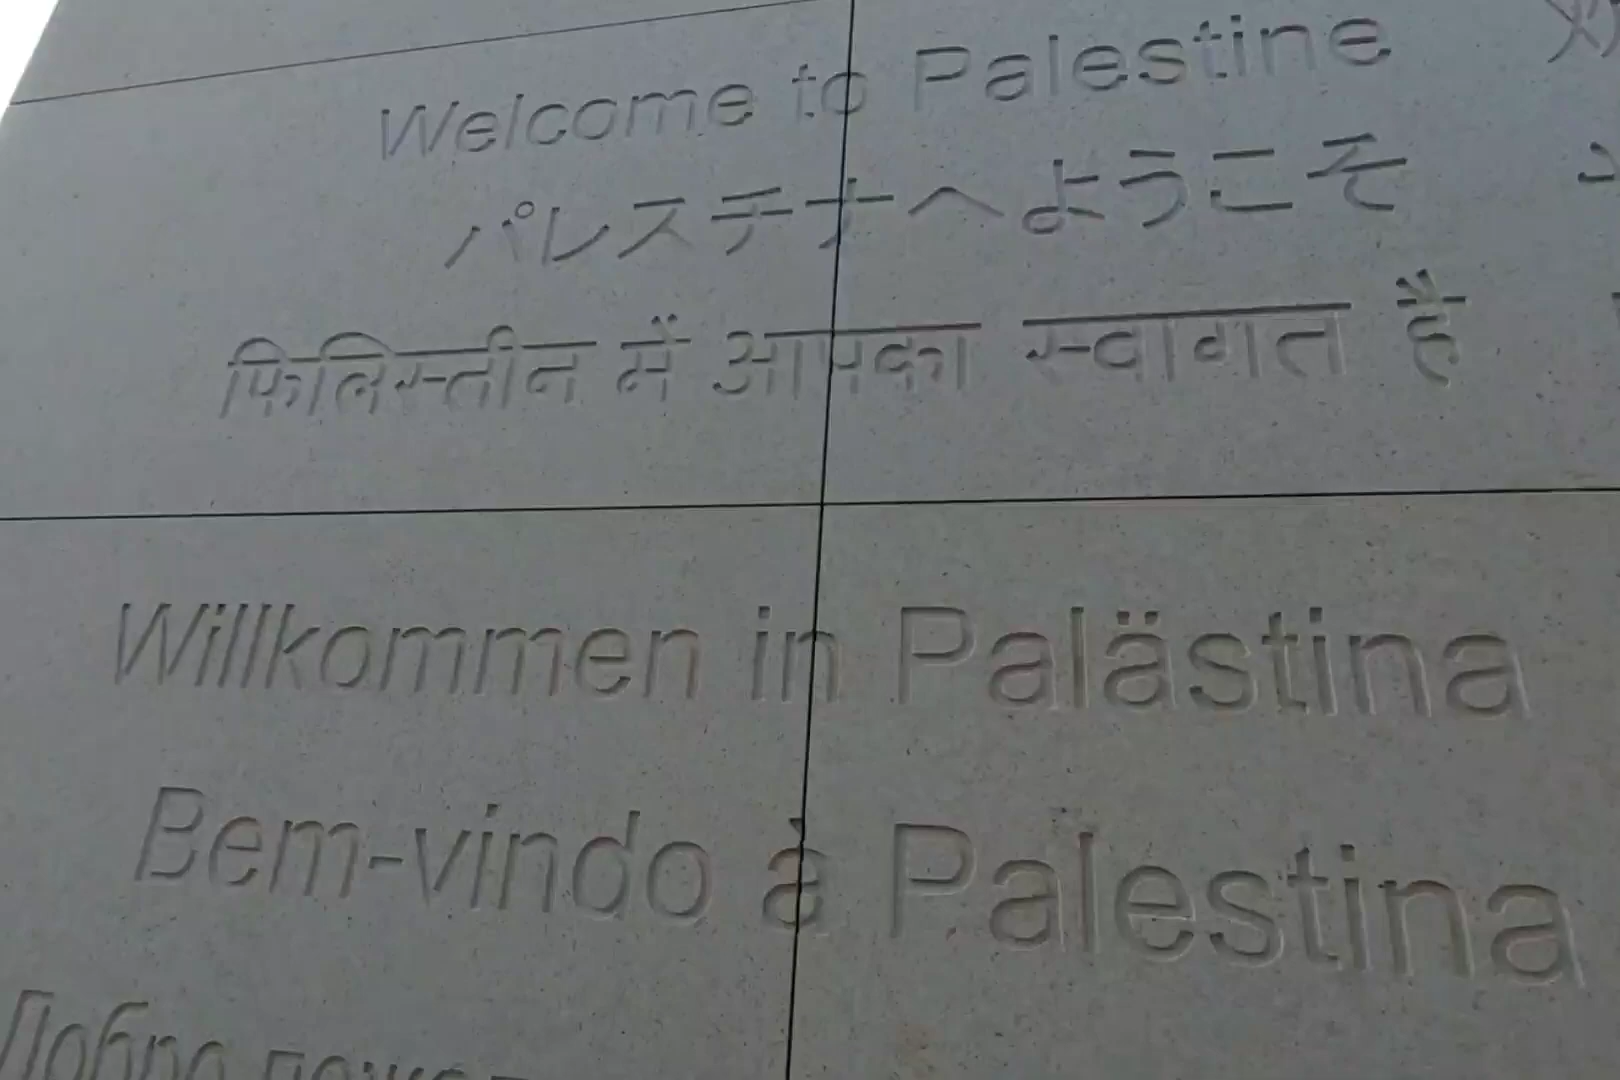 Welcome to Palestine
パレスチナへようこそ
फिलिस्तीन में आपका स्वागत है
Willkommen in Palästina
Bem-vindo à Palestina
Добро